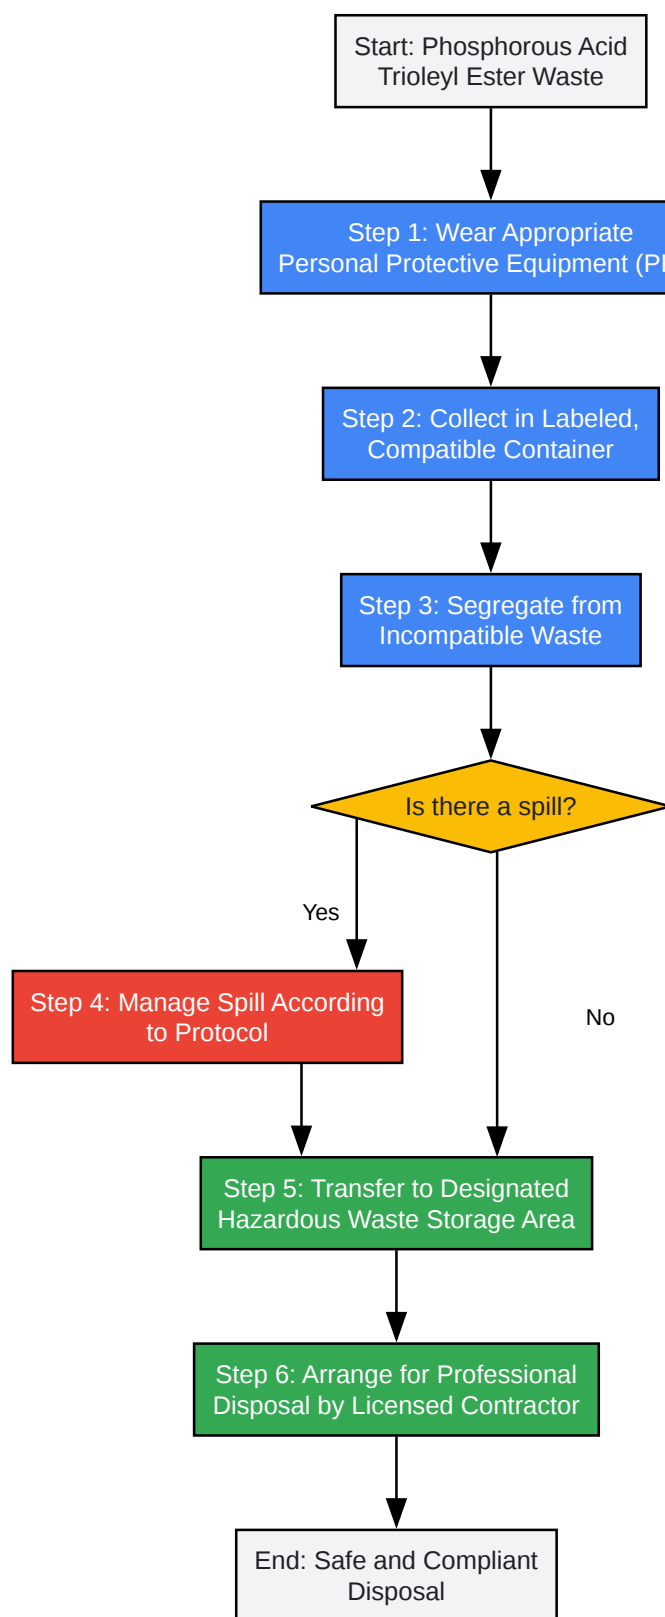 Start: Phosphorous Acid
Trioleyl Ester Waste
Step 1: Wear Appropriate
Personal Protective Equipment
Step 2: Collect in Labeled,
Compatible Container
Step 3: Segregate from
Incompatible Waste
Is there a spill?
Yes
Step 4: Manage Spill According
to Protocol
No
Step 5: Transfer to Designated
Hazardous Waste Storage Area
Step 6: Arrange for Professional
Disposal by Licensed Contractor
End: Safe and Compliant
Disposal